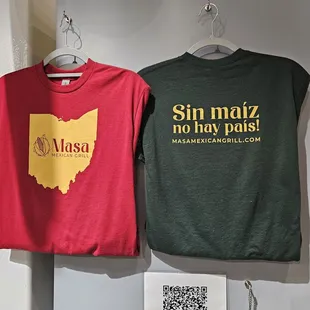 Masa
MEXICAN GRILL
Sin maíz
no hay país!
MASAMEXICANGRILL.COM